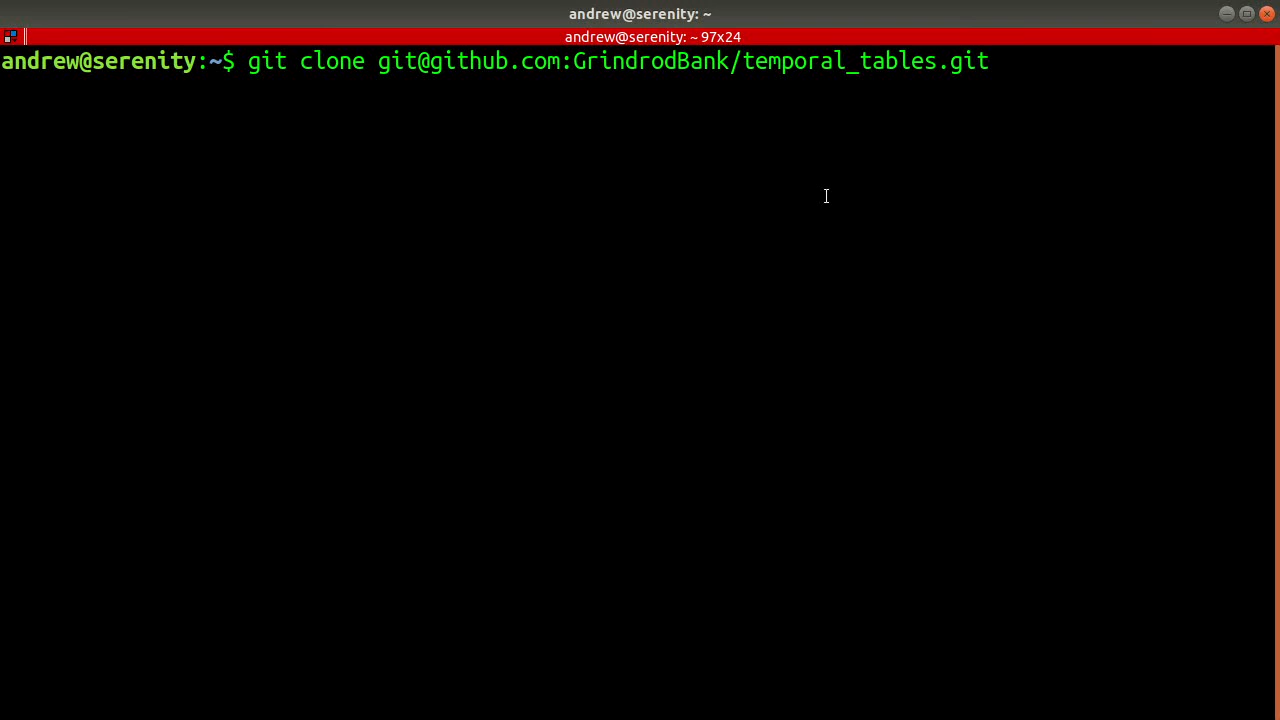 andrew@serenity: ~
andrew@serenity: ~ 97x24
andrew@serenity:~$ git clone git@github.com:GrindrodBank/temporal_tables.git